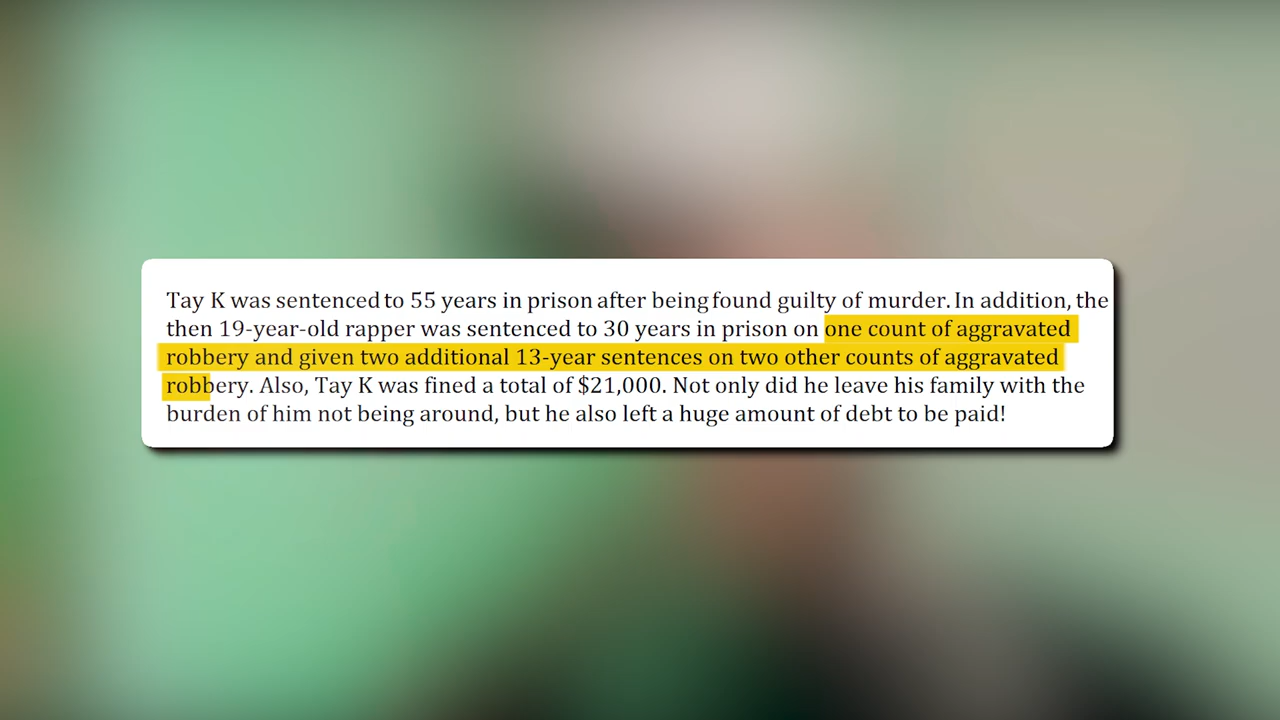 Tay K was sentenced to 55 years in prison after being found guilty of murder. In addition, the
then 19-year-old rapper was sentenced to 30 years in prison on one count of aggravated
robbery and given two additional 13-year sentences on two other counts of aggravated
robbery. Also, Tay K was fined a total of $21,000. Not only did he leave his family with the
burden of him not being around, but he also left a huge amount of debt to be paid!